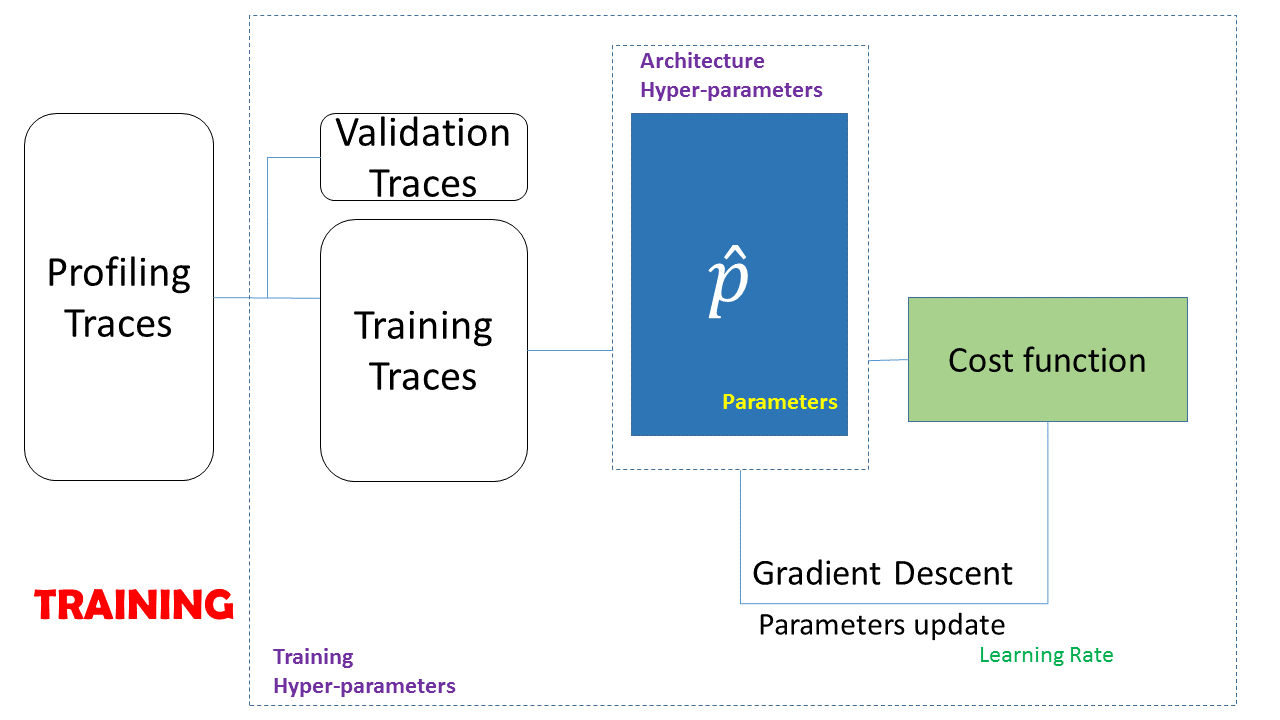 Architecture
Hyper-parameters
Validation
Traces
Profiling
Traces
Training
Traces
p̂
Parameters
Cost function
Gradient Descent
Parameters update
Learning Rate
TRAINING
Training
Hyper-parameters